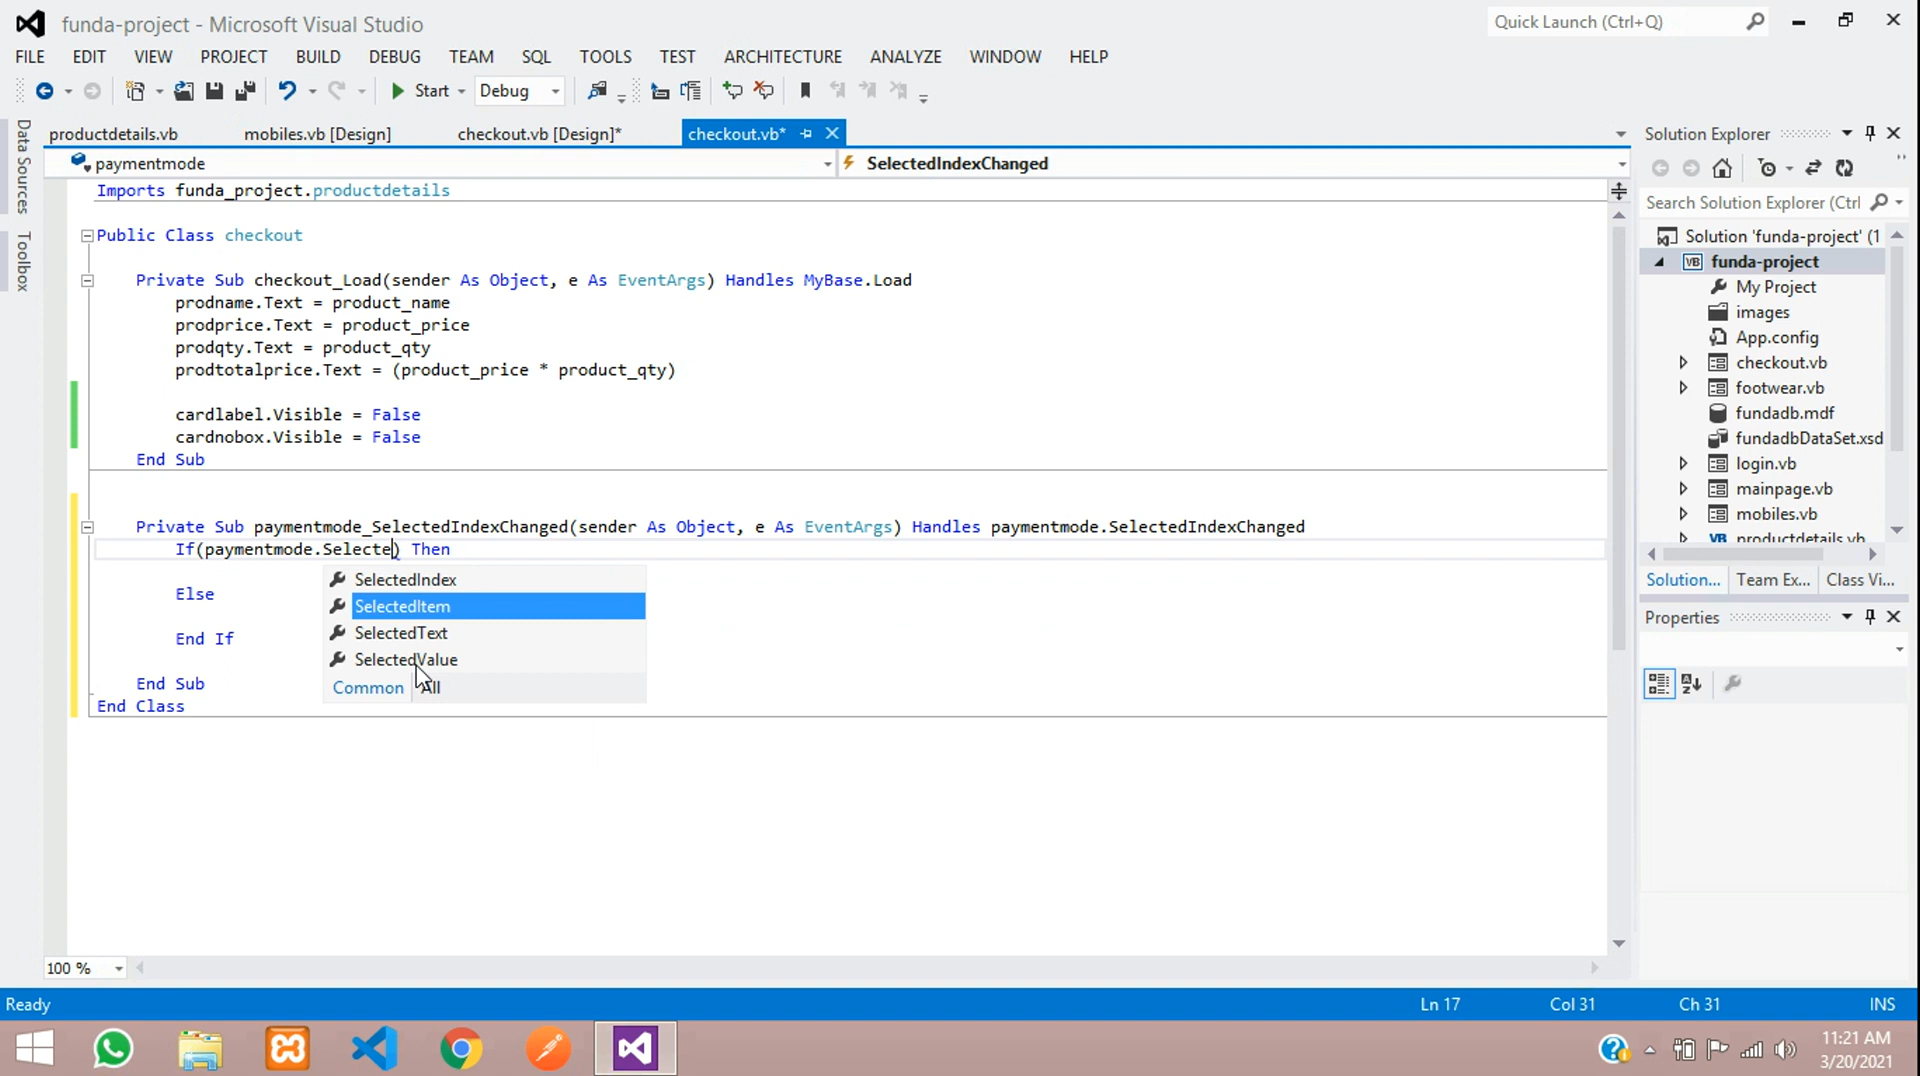 funda-project - Microsoft Visual Studio
Quick Launch (Ctrl+Q)
FILE EDIT VIEW PROJECT BUILD DEBUG TEAM SQL TOOLS TEST ARCHITECTURE ANALYZE WINDOW HELP
Start Debug
productdetails.vb mobiles.vb [Design] checkout.vb [Design]* checkout.vb*
paymentmode SelectedIndexChanged
Data Sources
Toolbox
Imports funda_project.productdetails
Public Class checkout
Private Sub checkout_Load(sender As Object, e As EventArgs) Handles MyBase.Load
prodname.Text = product_name
prodprice.Text = product_price
prodqty.Text = product_qty
prodtotalprice.Text = (product_price * product_qty)
cardlabel.Visible = False
cardnobox.Visible = False
End Sub
Private Sub paymentmode_SelectedIndexChanged(sender As Object, e As EventArgs) Handles paymentmode.SelectedIndexChanged
If(paymentmode.Selecte) Then
Else
End If
End Sub
End Class
SelectedIndex
SelectedItem
SelectedText
SelectedValue
Common All
Solution Explorer
Search Solution Explorer (Ctrl
Solution 'funda-project' (1
funda-project
My Project
images
App.config
checkout.vb
footwear.vb
fundadb.mdf
fundadbDataSet.xsd
login.vb
mainpage.vb
mobiles.vb
productdetails.vb
Solution... Team Ex... Class Vi...
Properties
100 %
Ready Ln 17 Col 31 Ch 31 INS
11:21 AM
3/20/2021